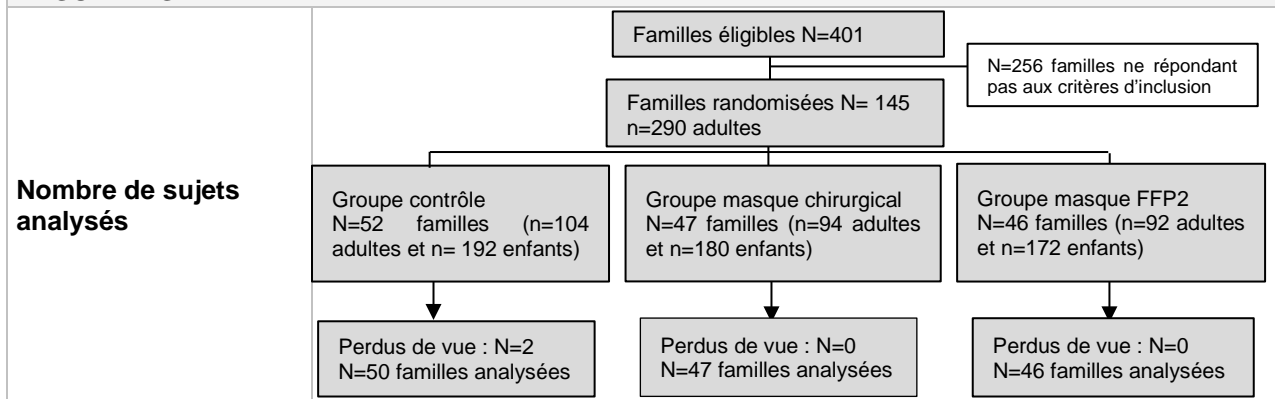 Familles éligibles N=401
N=256 familles ne répondant
pas aux critères d'inclusion
Familles randomisées N= 145
n=290 adultes
Nombre de sujets
analysés
Groupe contrôle
N=52 familles (n=104
adultes et n= 192 enfants)
Groupe masque chirurgical
N=47 familles (n=94 adultes
et n=180 enfants)
Groupe masque FFP2
N=46 familles (n=92 adultes
et n=172 enfants)
Perdus de vue : N=2
N=50 familles analysées
Perdus de vue : N=0
N=47 familles analysées
Perdus de vue : N=0
N=46 familles analysées